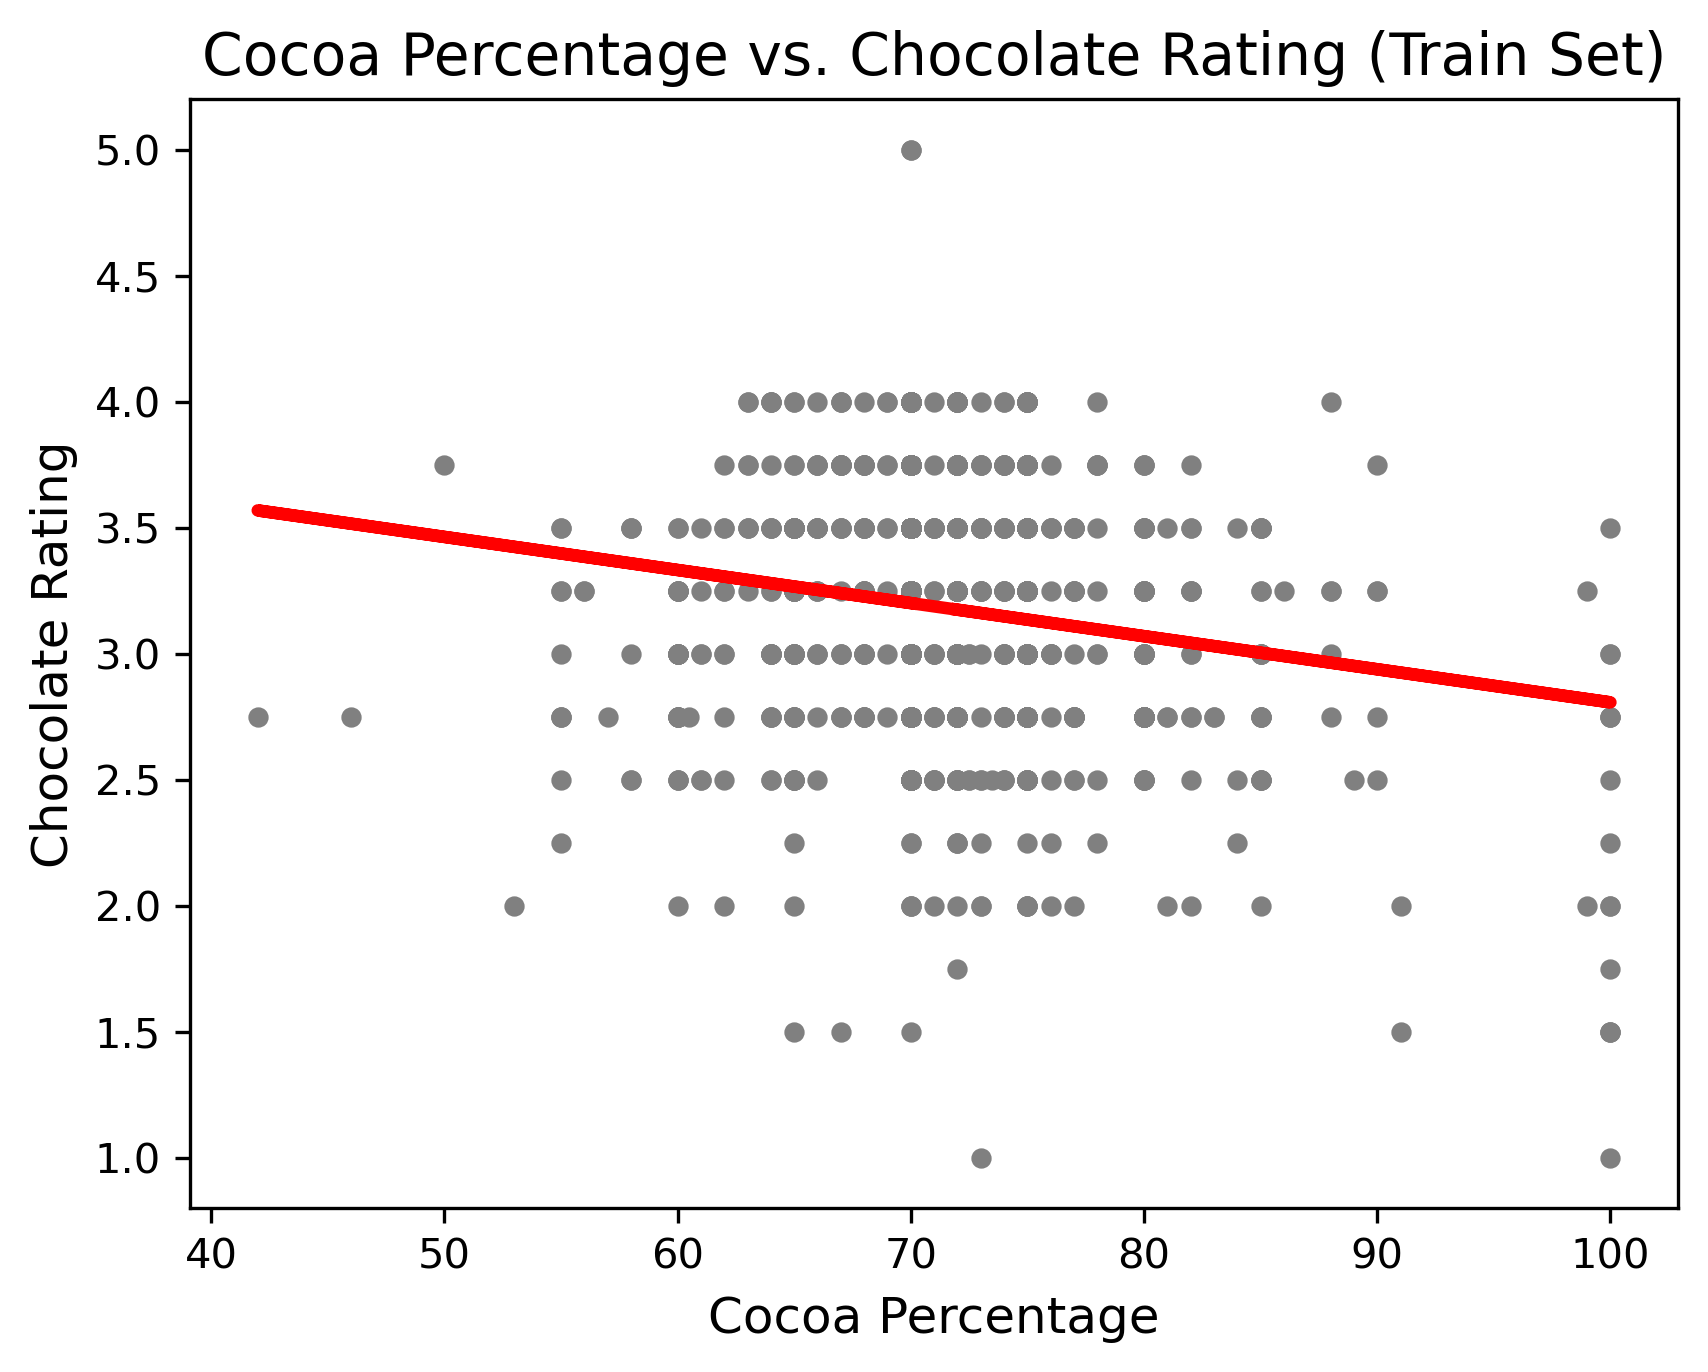 Cocoa Percentage vs. Chocolate Rating (Train Set)
5.0
4.5
4.0
3.5
3.0
2.5
2.0
1.5
1.0
Chocolate Rating
40 50 60 70 80 90 100
Cocoa Percentage